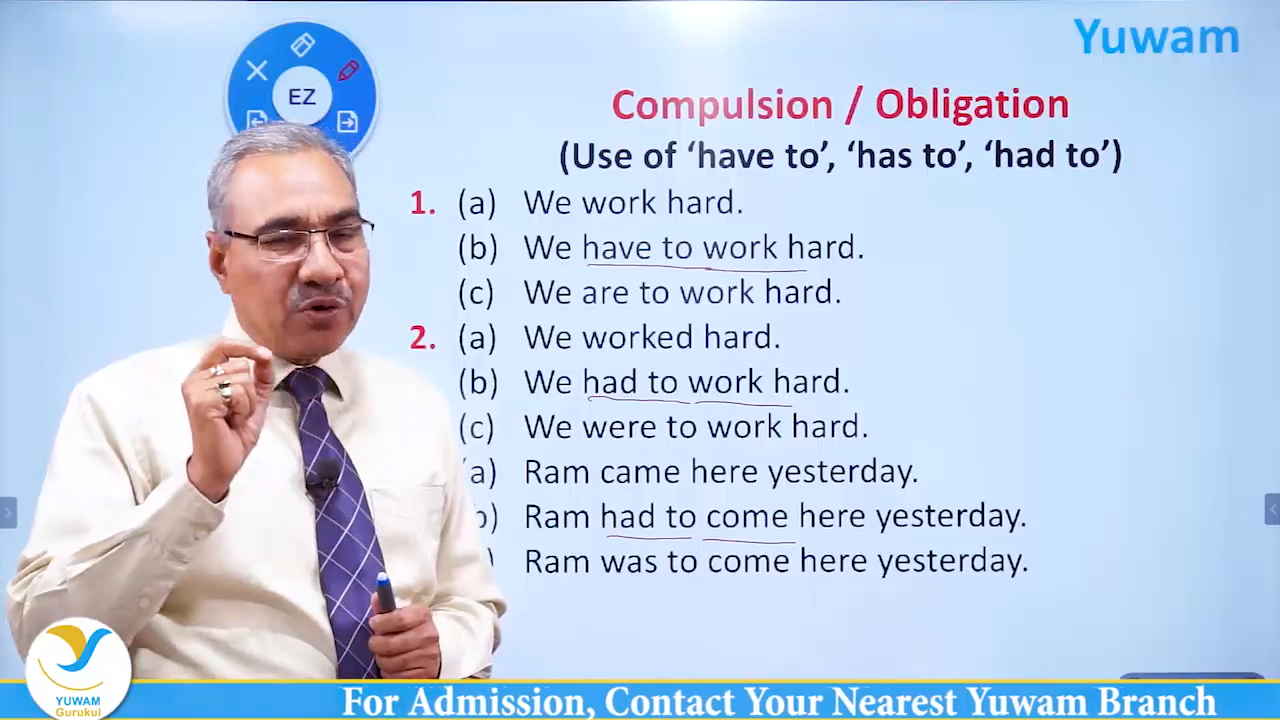 Yuwam
EZ
Compulsion / Obligation
(Use of ‘have to’, ‘has to’, ‘had to’)
1. (a) We work hard.
(b) We have to work hard.
(c) We are to work hard.
2. (a) We worked hard.
(b) We had to work hard.
(c) We were to work hard.
a) Ram came here yesterday.
b) Ram had to come here yesterday.
) Ram was to come here yesterday.
YUWAM
Gurukul
For Admission, Contact Your Nearest Yuwam Branch